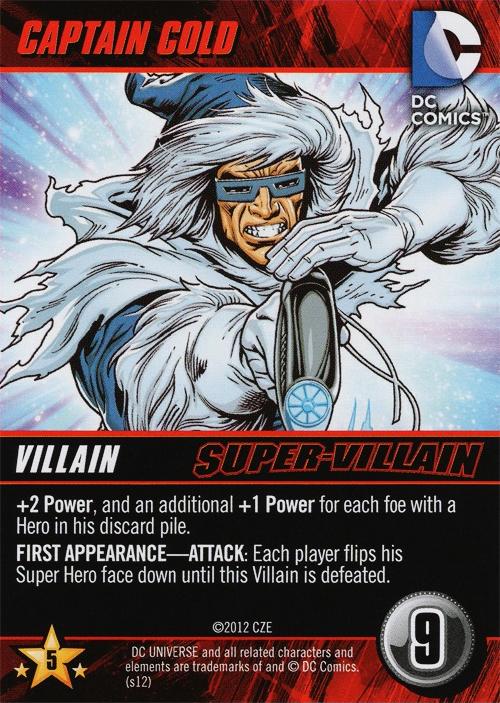 CAPTAIN COLD
DC
COMICS™
VILLAIN
SUPER-VILLAIN
+2 Power, and an additional +1 Power for each foe with a
Hero in his discard pile.
FIRST APPEARANCE—ATTACK: Each player flips his
Super Hero face down until this Villain is defeated.
©2012 CZE
5
DC UNIVERSE and all related characters and
elements are trademarks of and © DC Comics.
(s12)
9